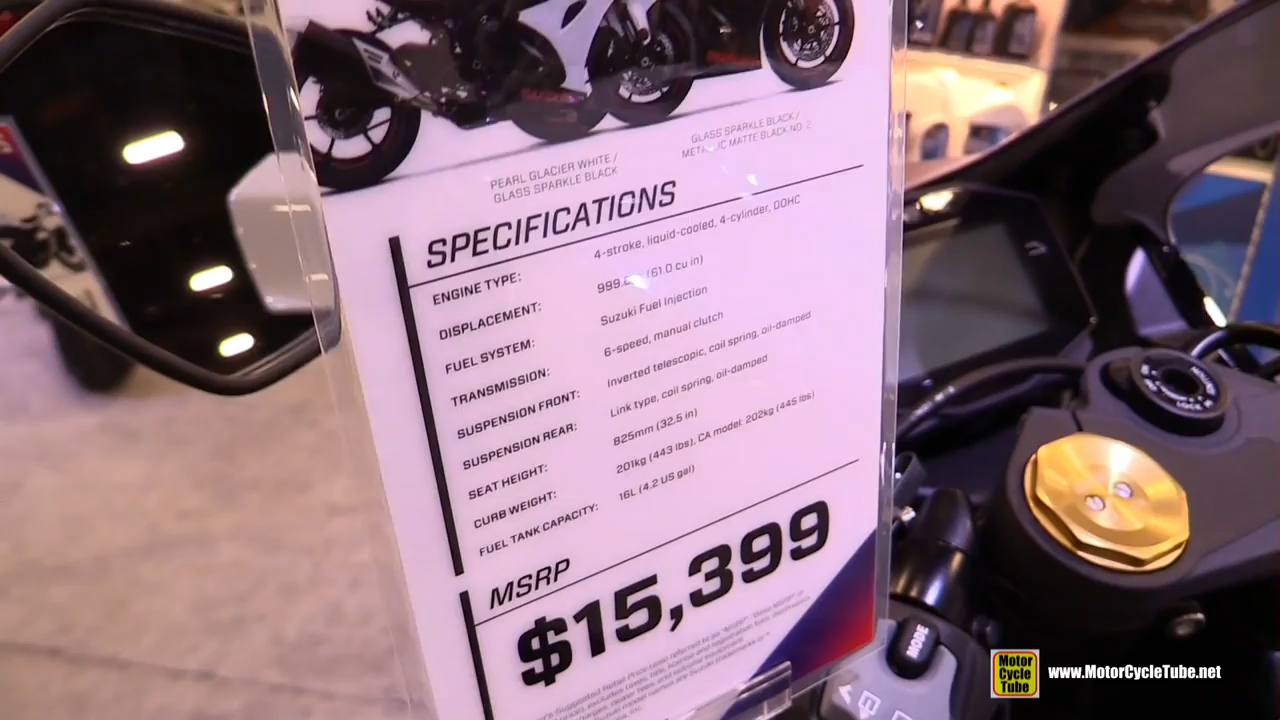 PEARL GLACIER WHITE /
GLASS SPARKLE BLACK
GLASS SPARKLE BLACK /
METALLIC MATTE BLACK NO. 2
SPECIFICATIONS
ENGINE TYPE: 4-stroke, liquid-cooled, 4-cylinder, DOHC
DISPLACEMENT: (61.0 cu in)
FUEL SYSTEM: Suzuki Fuel Injection
TRANSMISSION: 6-speed, manual clutch
SUSPENSION FRONT: Inverted telescopic, coil spring, oil-damped
SUSPENSION REAR: Link type, coil spring, oil-damped
SEAT HEIGHT: 825mm (32.5 in)
CURB WEIGHT: 201kg (443 lbs), CA model: 202kg (445 lbs)
FUEL TANK CAPACITY: 16L (4.2 US gal)
MSRP
$15,399
MODE
Motor
Cycle
Tube
www.MotorCycleTube.net